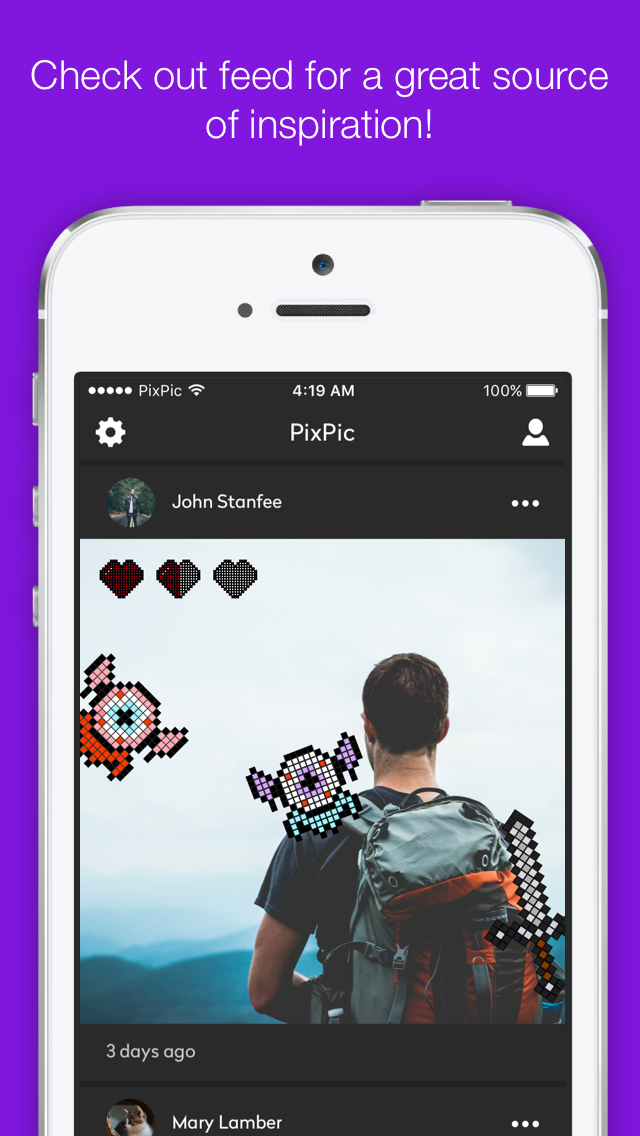 Check out feed for a great source
of inspiration!
PixPic 4:19 AM 100%
PixPic
John Stanfee
3 days ago
Mary Lamber